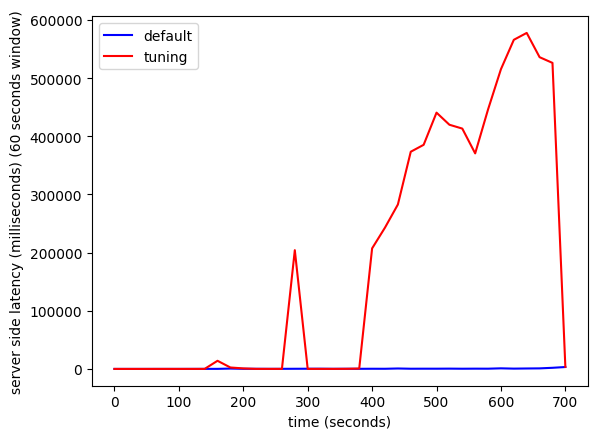 server side latency (milliseconds) (60 seconds window)
600000
500000
400000
300000
200000
100000
0
default
tuning
0 100 200 300 400 500 600 700
time (seconds)